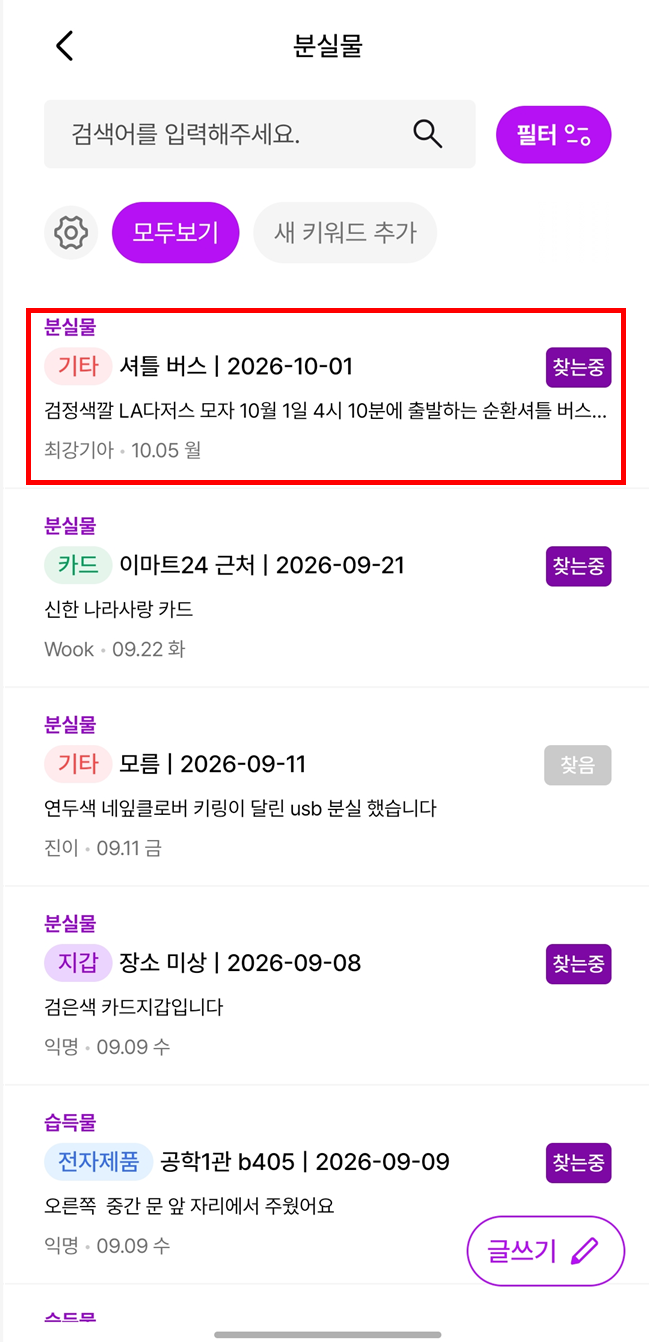 분실물
검색어를 입력해주세요.
필터
모두보기
새 키워드 추가
분실물
기타 셔틀 버스 | 2026-10-01
찾는중
검정색깔 LA다저스 모자 10월 1일 4시 10분에 출발하는 순환셔틀 버스...
최강기아 • 10.05 월
분실물
카드 이마트24 근처 | 2026-09-21
찾는중
신한 나라사랑 카드
Wook • 09.22 화
분실물
기타 모름 | 2026-09-11
찾음
연두색 네잎클로버 키링이 달린 usb 분실 했습니다
진이 • 09.11 금
분실물
지갑 장소 미상 | 2026-09-08
찾는중
검은색 카드지갑입니다
익명 • 09.09 수
습득물
전자제품 공학1관 b405 | 2026-09-09
찾는중
오른쪽  중간 문 앞 자리에서 주웠어요
익명 • 09.09 수
글쓰기
습득물